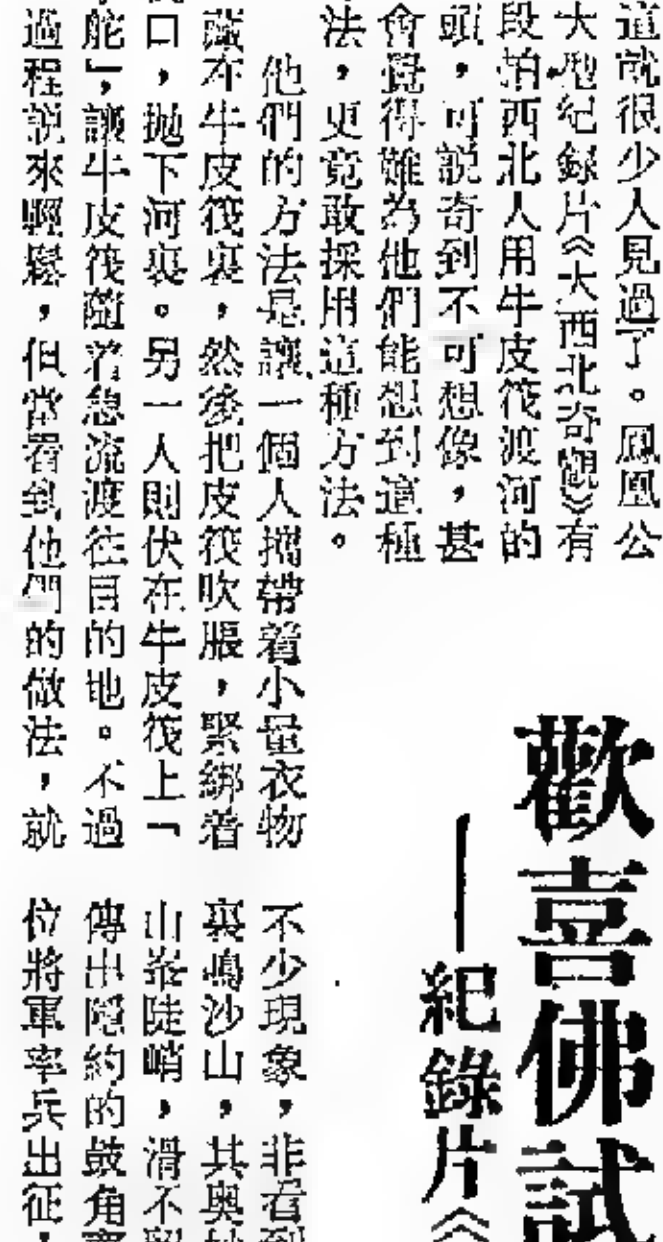 道就很少人見過了。鳳凰公
大型紀錄片《大西北奇觀》有
段拍西北人用牛皮筏渡河的
頭，可說奇到不可想像，甚
會覺得難為他們能想到這種
法，更竟敢採用這種方法。
他們的方法是讓一個人攜帶着小量衣物
藏在牛皮筏裏，然後把皮筏吹脹，緊綁着
口，拋下河裏。另一人則伏在牛皮筏上「
舵」，讓牛皮筏隨着急流渡往目的地。不過
過程說來輕鬆，但當看到他們的做法，就
歡喜佛試
——紀錄片《
不少現象，非看到
裏鳴沙山，其奧
山巒陡峭，滑不
傳出隱約的鼓角
位將軍率兵出征，